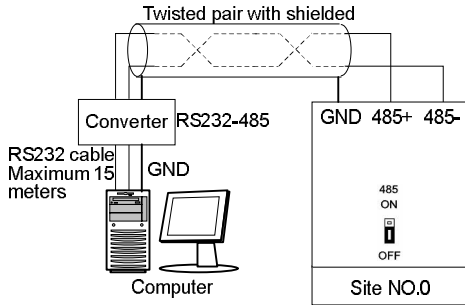 Twisted pair with shielded
Converter
RS232-485
GND 485+ 485-
RS232 cable
Maximum 15
meters
GND
485
ON
OFF
Computer
Site NO.0